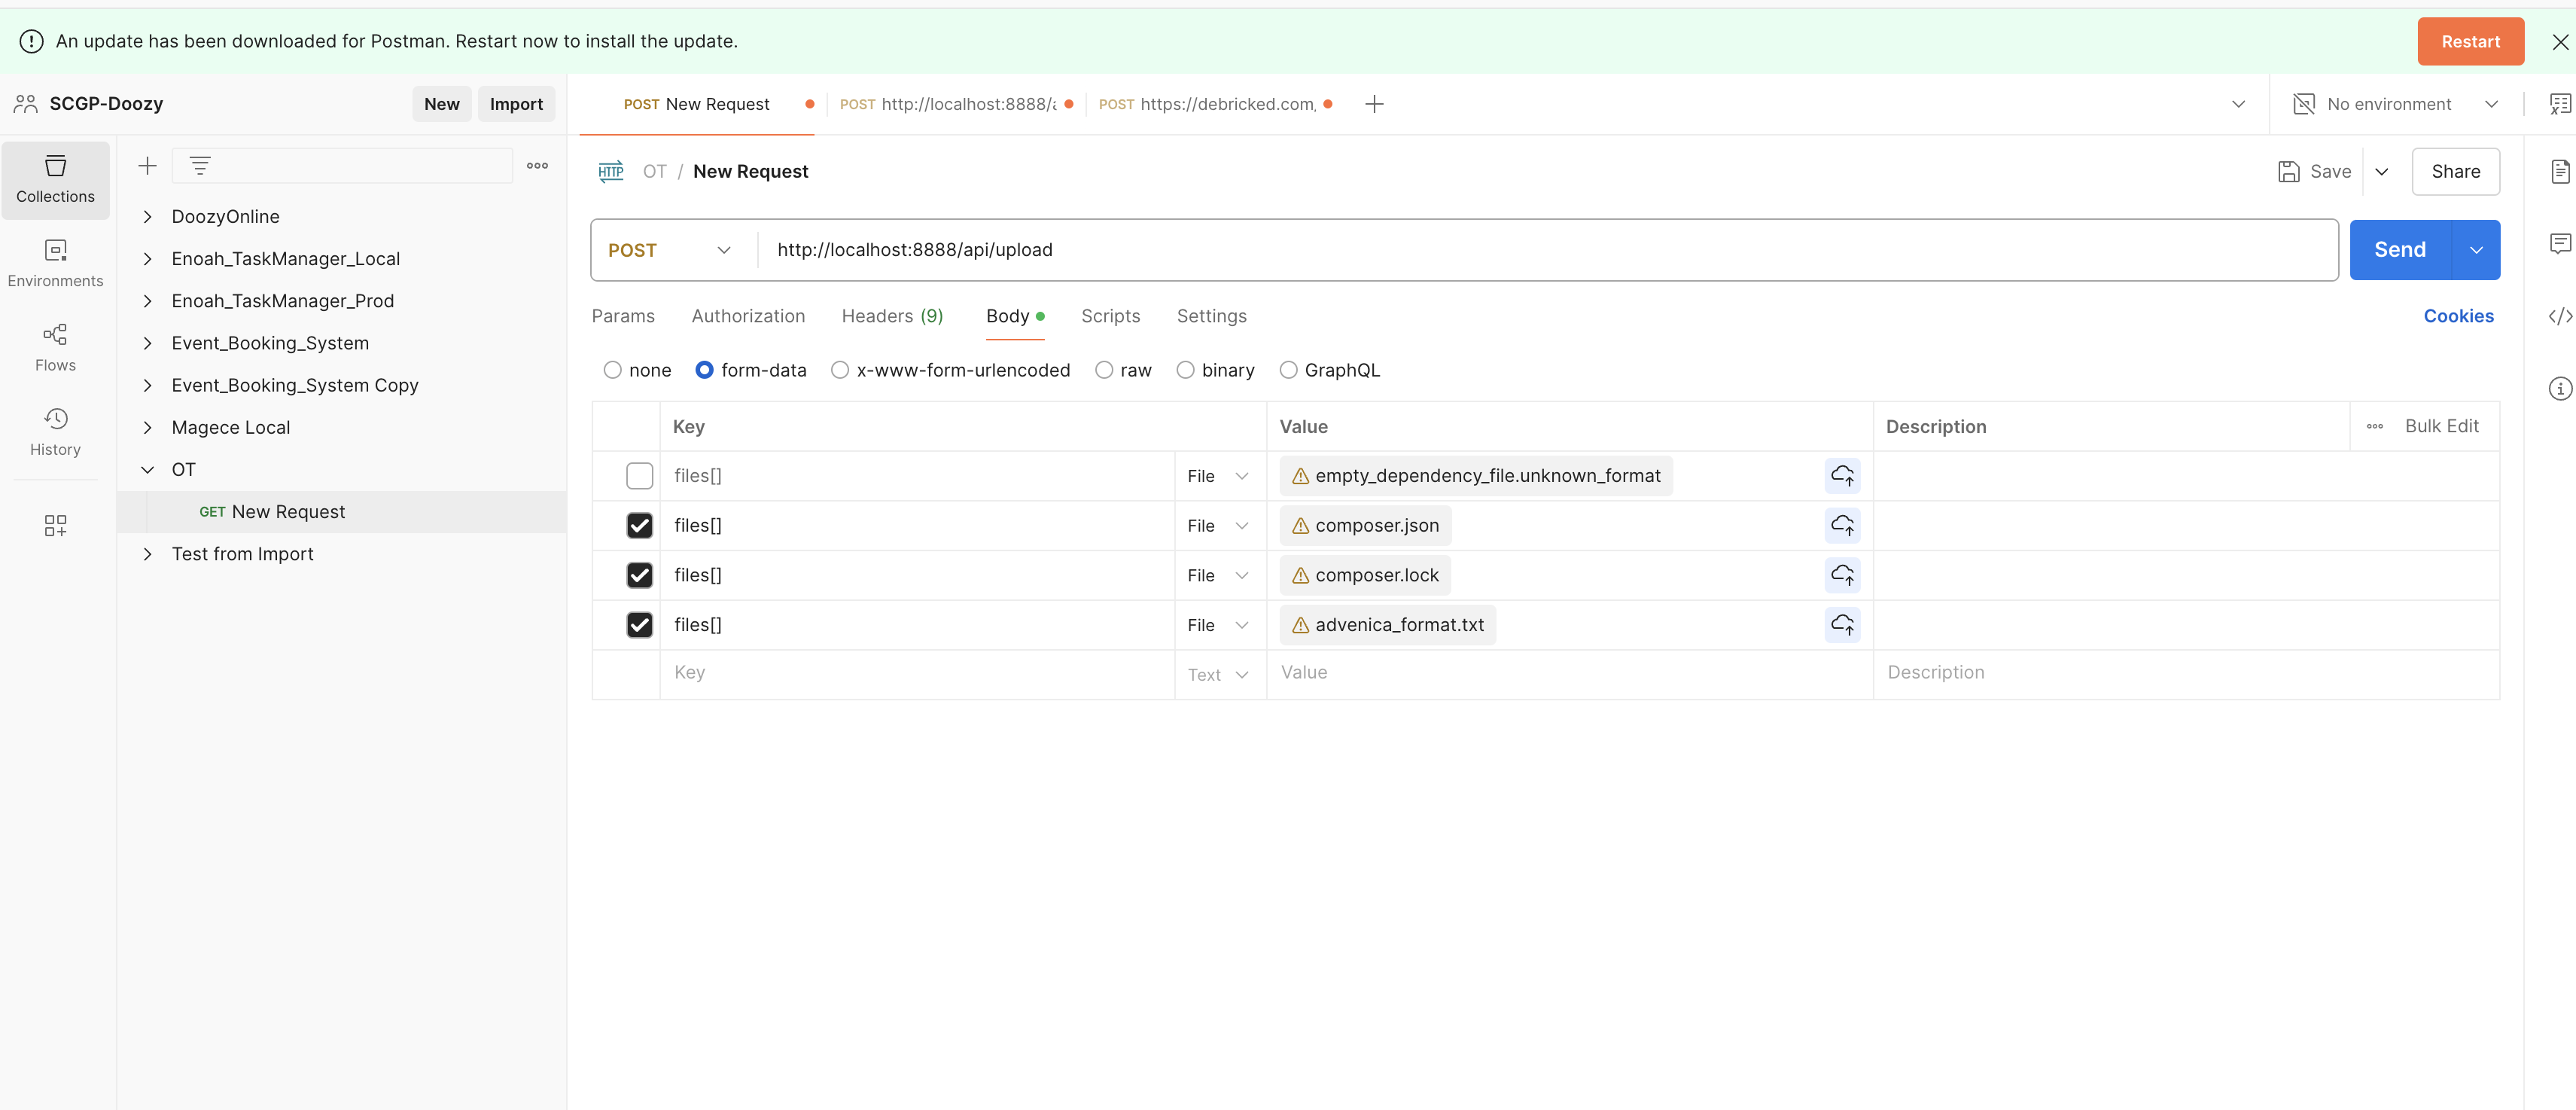 An update has been downloaded for Postman. Restart now to install the update.
Restart
SCGP-Doozy
New
Import
POST New Request
POST http://localhost:8888/
POST https://debricked.com
No environment
Collections
Environments
Flows
History
DoozyOnline
Enoah_TaskManager_Local
Enoah_TaskManager_Prod
Event_Booking_System
Event_Booking_System Copy
Magece Local
OT
GET New Request
Test from Import
HTTP OT / New Request
Save
Share
POST http://localhost:8888/api/upload
Send
Params Authorization Headers (9) Body Scripts Settings
Cookies
none form-data x-www-form-urlencoded raw binary GraphQL
Key Value Description Bulk Edit
files[] File empty_dependency_file.unknown_format
files[] File composer.json
files[] File composer.lock
files[] File advenica_format.txt
Key Text Value Description